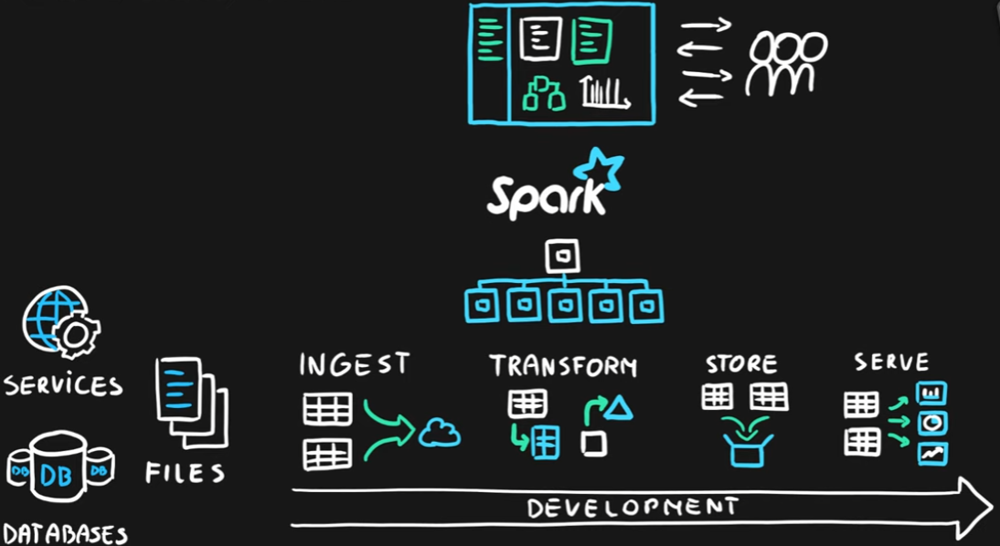 Spark
INGEST
TRANSFORM
STORE
SERVE
SERVICES
FILES
DB
DB
DB
DATABASES
DEVELOPMENT